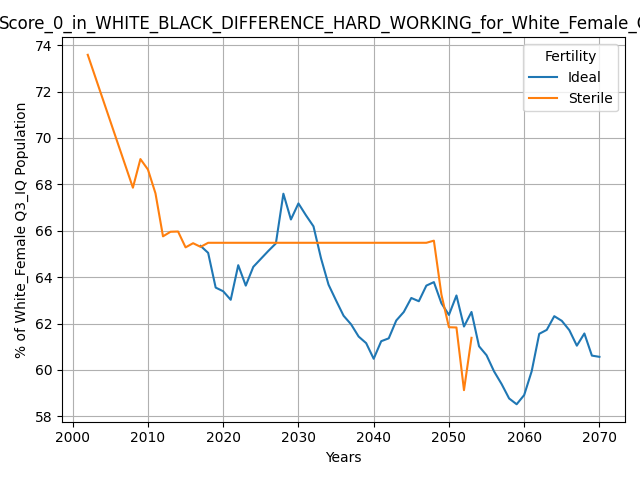 Score_0_in_WHITE_BLACK_DIFFERENCE_HARD_WORKING_for_White_Female_
% of White_Female Q3_IQ Population
74
72
70
68
66
64
62
60
58
Fertility
Ideal
Sterile
2000 2010 2020 2030 2040 2050 2060 2070
Years